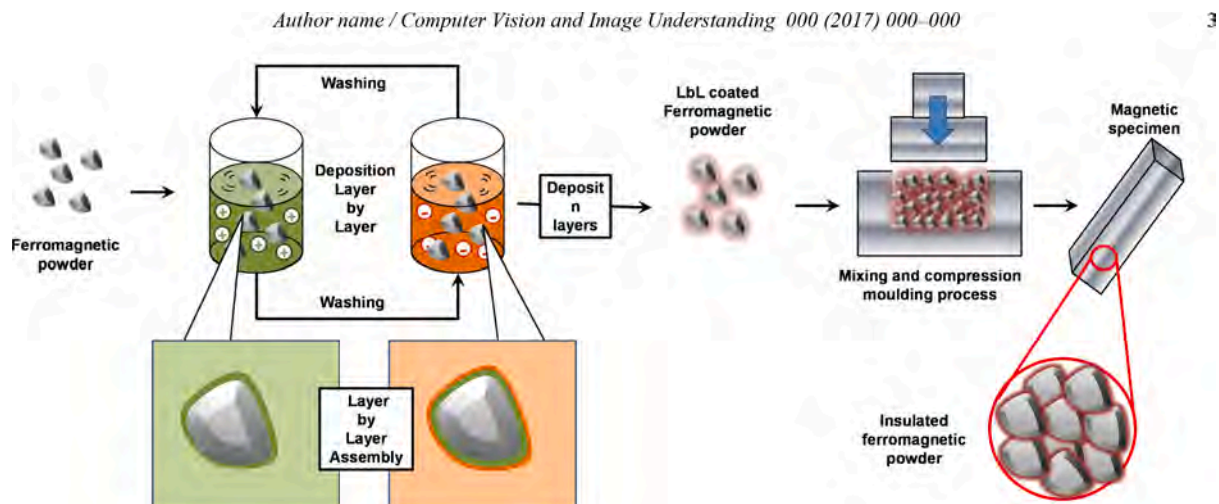 Author name / Computer Vision and Image Understanding 000 (2017) 000–000
3
Washing
Ferromagnetic
powder
Deposition
Layer
by
Layer
Washing
Layer
by
Layer
Assembly
Deposit
n
layers
LbL coated
Ferromagnetic
powder
Mixing and compression
moulding process
Magnetic
specimen
Insulated
ferromagnetic
powder